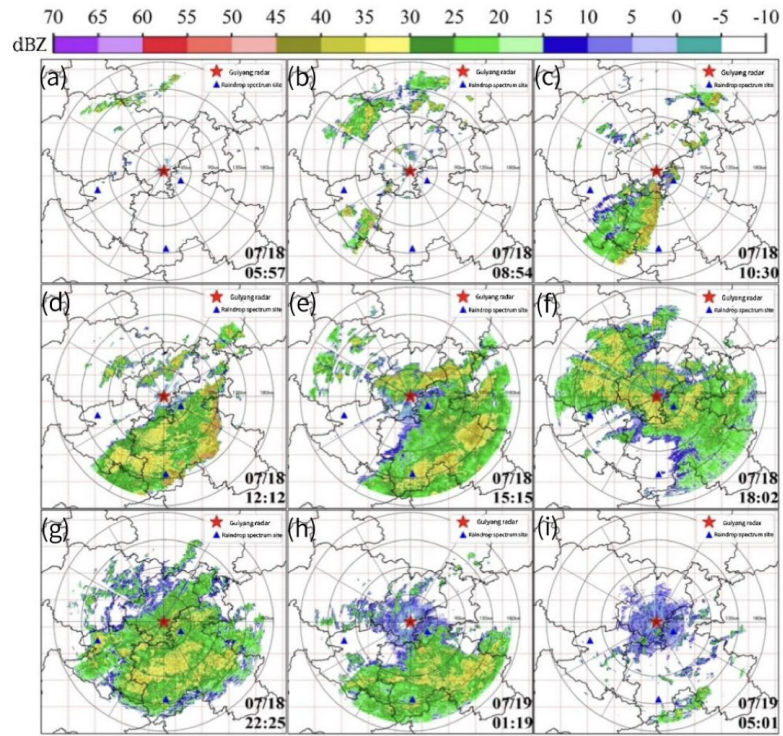 70 65 60 55 50 45 40 35 30 25 20 15 10 5 0 -5 -10
dBZ
(a) Guiyang radar
Raindrop spectrum site
07/18
05:57
(b) Guiyang radar
Raindrop spectrum site
07/18
08:54
(c) Guiyang radar
Raindrop spectrum site
07/18
10:30
(d) Guiyang radar
Raindrop spectrum site
07/18
12:12
(e) Guiyang radar
Raindrop spectrum site
07/18
15:15
(f) Guiyang radar
Raindrop spectrum site
07/18
18:02
(g) Guiyang radar
Raindrop spectrum site
07/18
22:25
(h) Guiyang radar
Raindrop spectrum site
07/19
01:19
(i) Guiyang radar
Raindrop spectrum site
07/19
05:01